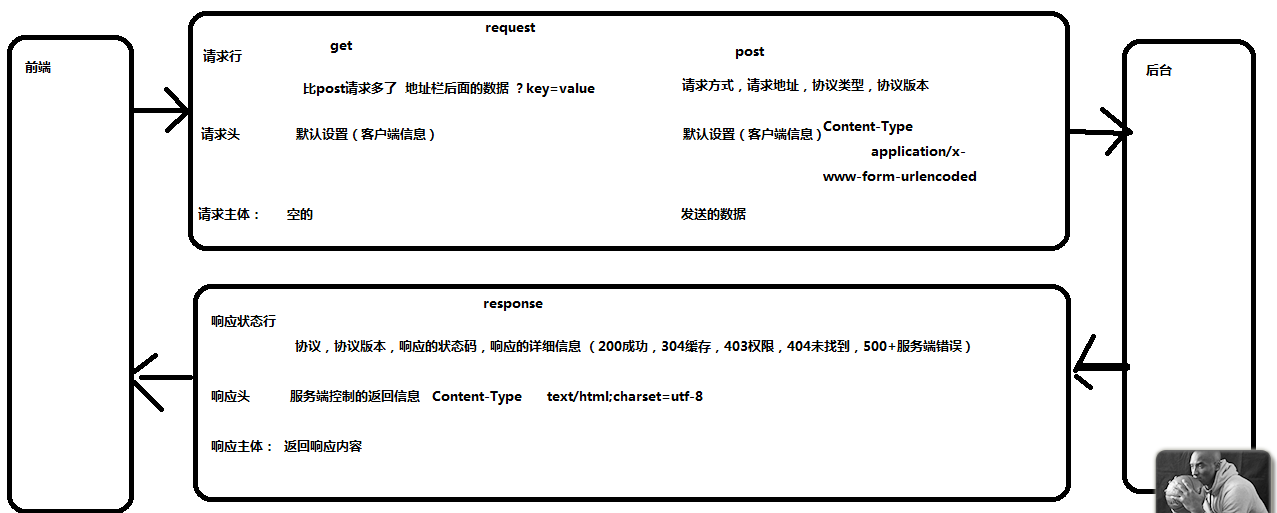 前端
request
get
post
请求行
比post请求多了 地址栏后面的数据 ？key=value
请求方式，请求地址，协议类型，协议版本
请求头
默认设置（客户端信息）
默认设置（客户端信息）
Content-Type
application/x-
www-form-urlencoded
请求主体：
空的
发送的数据
后台
response
响应状态行
协议，协议版本，响应的状态码，响应的详细信息（200成功，304缓存，403权限，404未找到，500+服务端错误）
响应头 服务端控制的返回信息 Content-Type text/html;charset=utf-8
响应主体： 返回响应内容